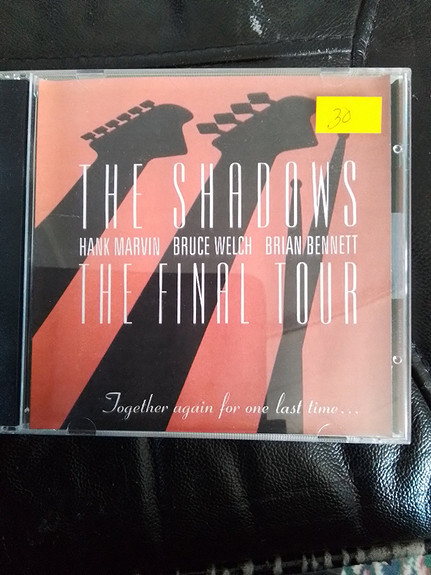 30
THE SHADOWS
HANK MARVIN BRUCE WELCH BRIAN BENNETT
THE FINAL TOUR
Together again for one last time...